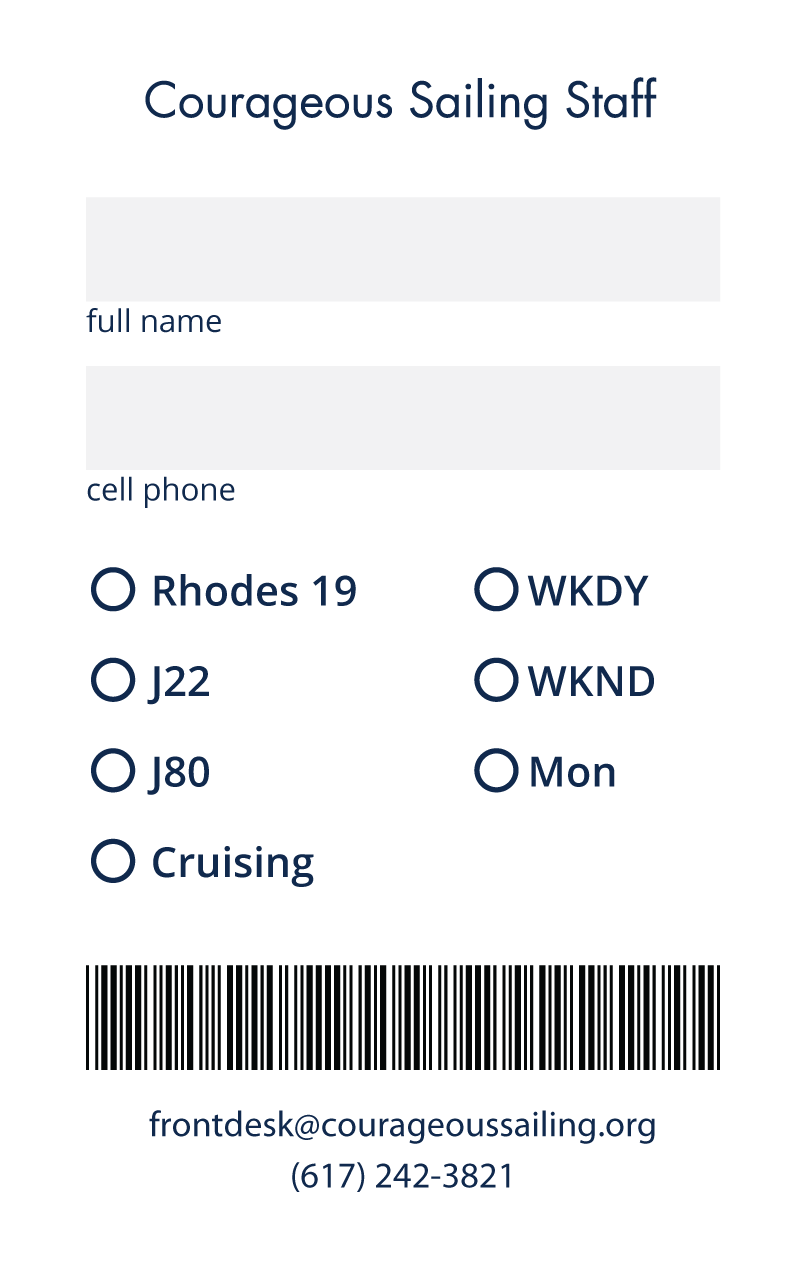 Courageous Sailing Staff
full name
cell phone
Rhodes 19
WKDY
J22
WKND
J80
Mon
Cruising
frontdesk@courageoussailing.org
(617) 242-3821